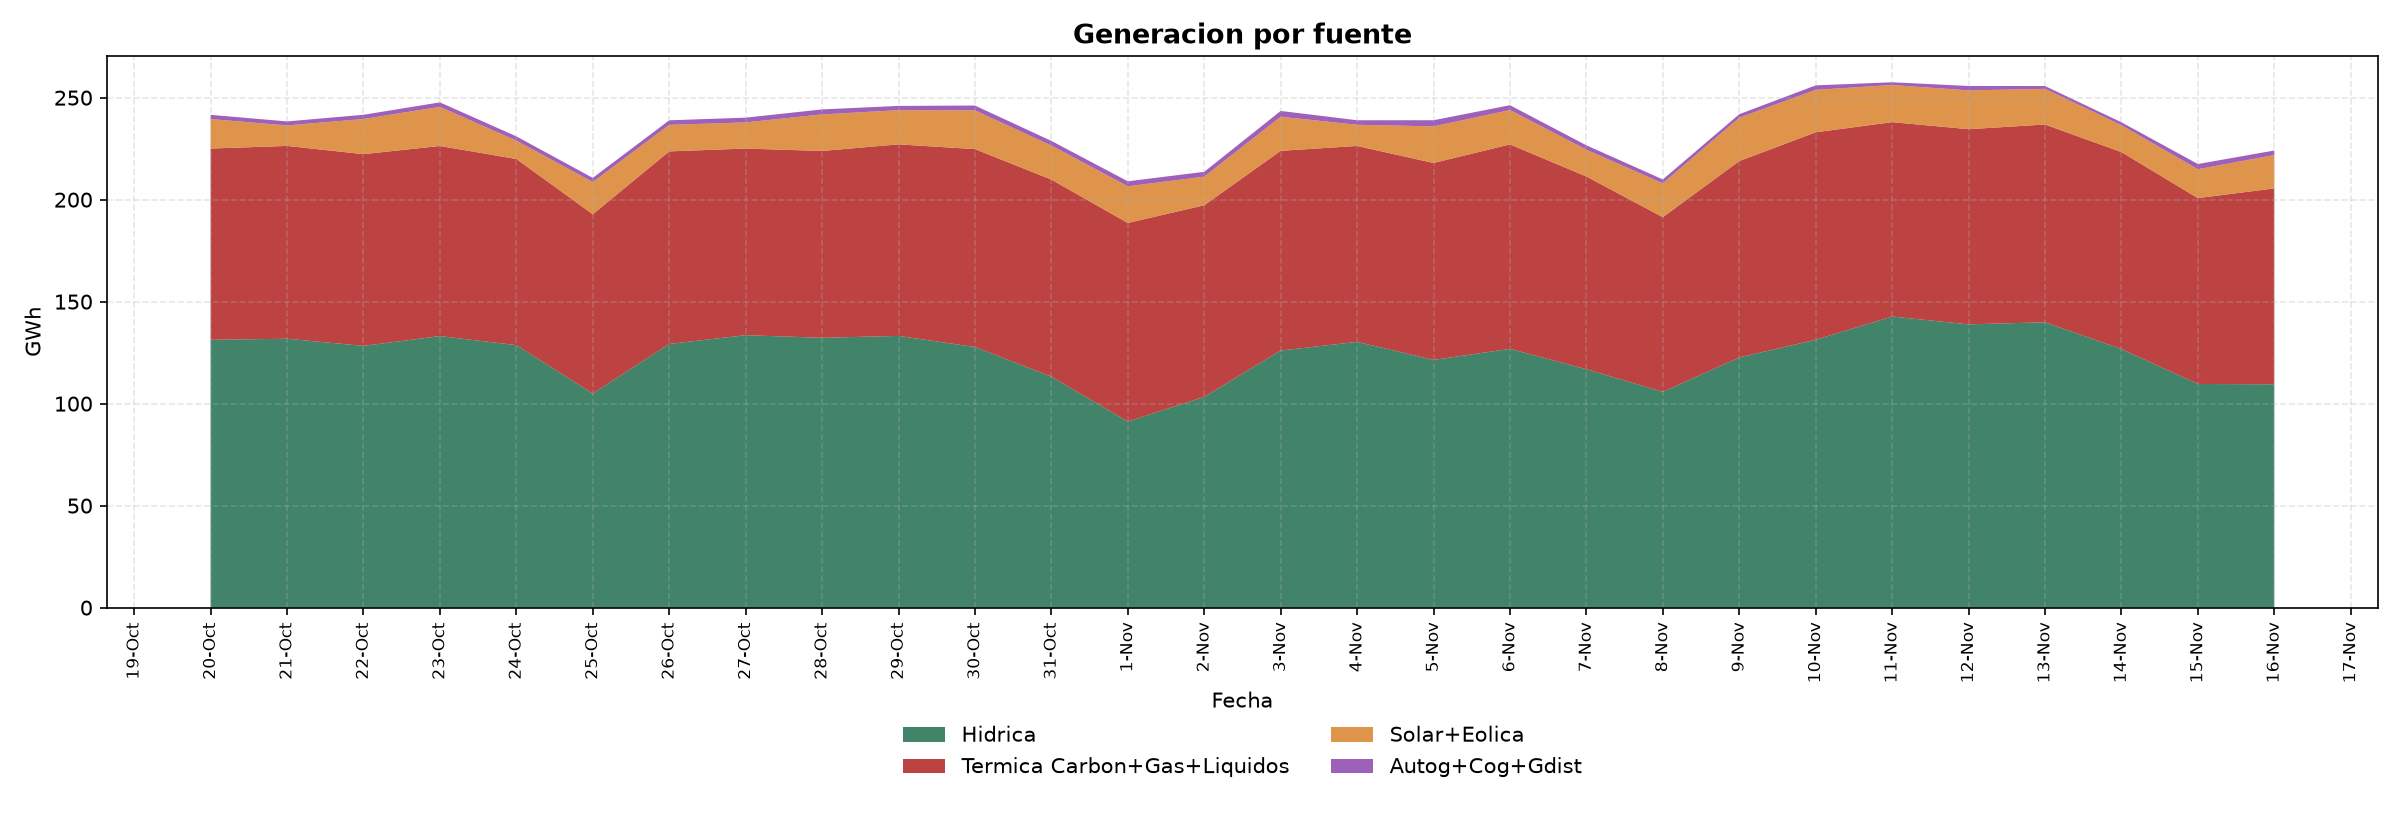 Generacion por fuente
GWh
250
200
150
100
50
0
19-Oct
20-Oct
21-Oct
22-Oct
23-Oct
24-Oct
25-Oct
26-Oct
27-Oct
28-Oct
29-Oct
30-Oct
31-Oct
1-Nov
2-Nov
3-Nov
4-Nov
5-Nov
6-Nov
7-Nov
8-Nov
9-Nov
10-Nov
11-Nov
12-Nov
13-Nov
14-Nov
15-Nov
16-Nov
17-Nov
Fecha
Hidrica
Termica Carbon+Gas+Liquidos
Solar+Eolica
Autog+Cog+Gdist